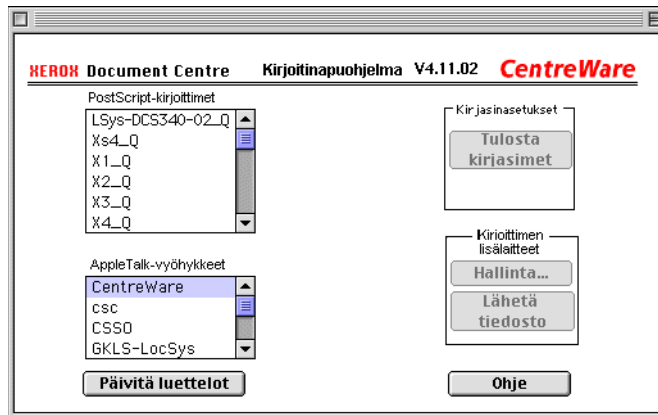 XEROX Document Centre Kirjoitinapuohjelma V4.11.02 CentreWare
PostScript-kirjoittimet
LSys-DCS340-02_Q
Xs4_Q
X1_Q
X2_Q
X3_Q
X4_Q
AppleTalk-vyöhykkeet
CentreWare
csc
CSSO
GKLS-LocSys
Päivitä luettelot
Kirjasinasetukset
Tulosta
kirjasimet
Kirioittimen
lisälaitteet
Hallinta...
Lähetä
tiedosto
Ohje